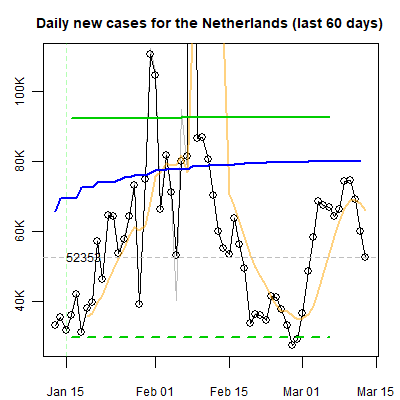 Daily new cases for the Netherlands (last 60 days)
100K
80K
60K
40K
52352
Jan 15
Feb 01
Feb 15
Mar 01
Mar 15